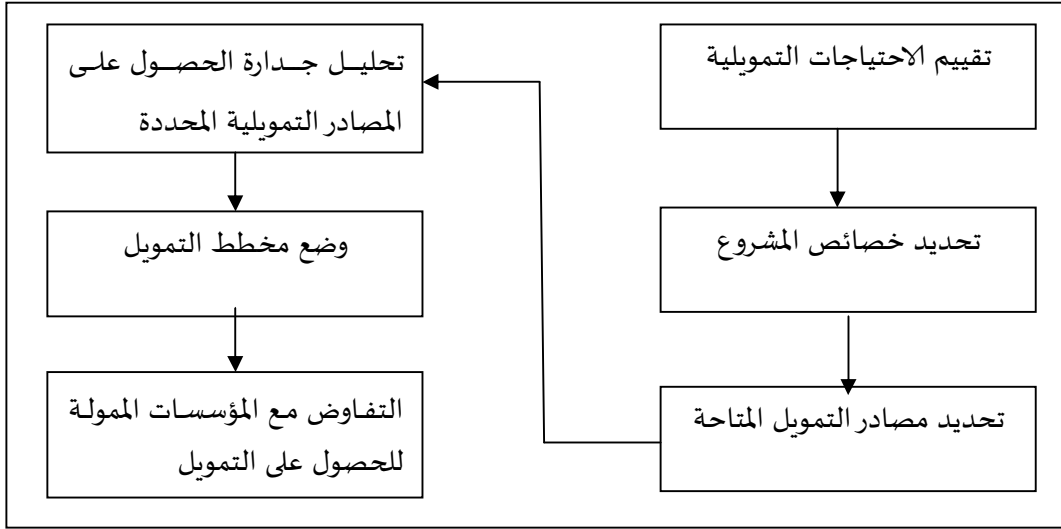 تقييم الاحتياجات التمويلية
تحديد خصائص المشروع
تحديد مصادر التمويل المتاحة
تحليل جدارة الحصول على
المصادر التمويلية المحددة
وضع مخطط التمويل
التفاوض مع المؤسسات الممولة
للحصول على التمويل